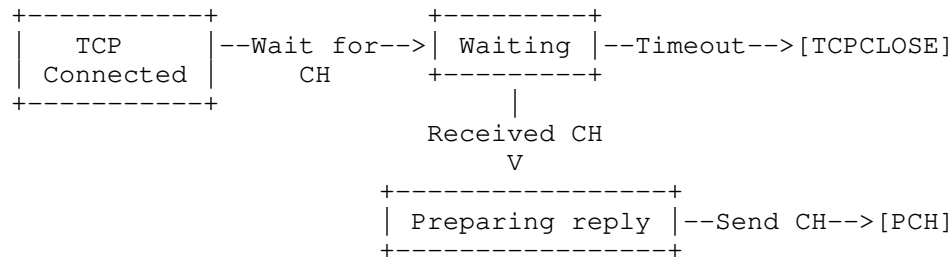 +-----------+                +---------+
|    TCP    |--Wait for-->| Waiting |--Timeout-->[TCPCLOSE]
| Connected |     CH      +---------+
+-----------+                  |
                          Received CH
                               V
                       +-----------------+
                       | Preparing reply |--Send CH-->[PCH]
                       +-----------------+